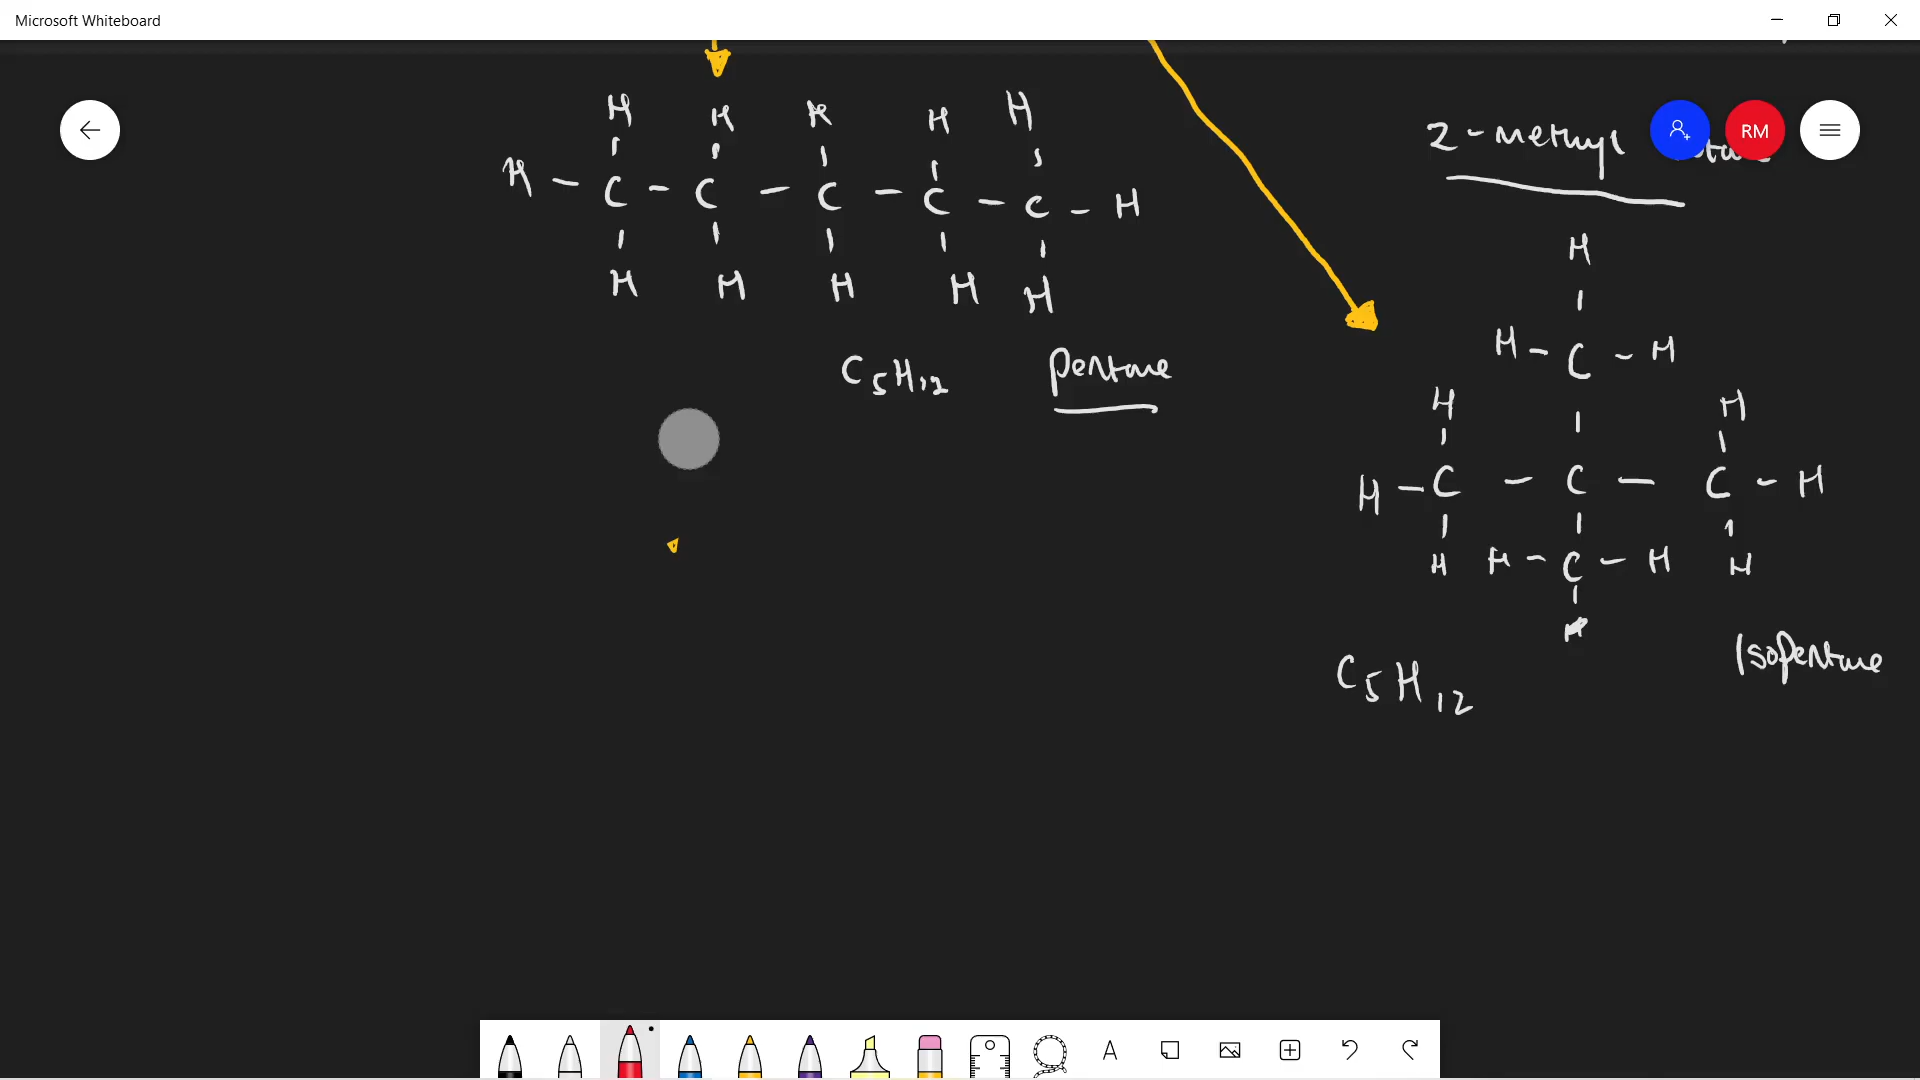 Microsoft Whiteboard
H H H H H
H - C - C - C - C - C - H
H H H H H
C5H12 Pentane
2-methyl
RM
H
H - C - H
H H
H - C - C - C - H
H H - C - H H
H
Isopentane
C5H12
A